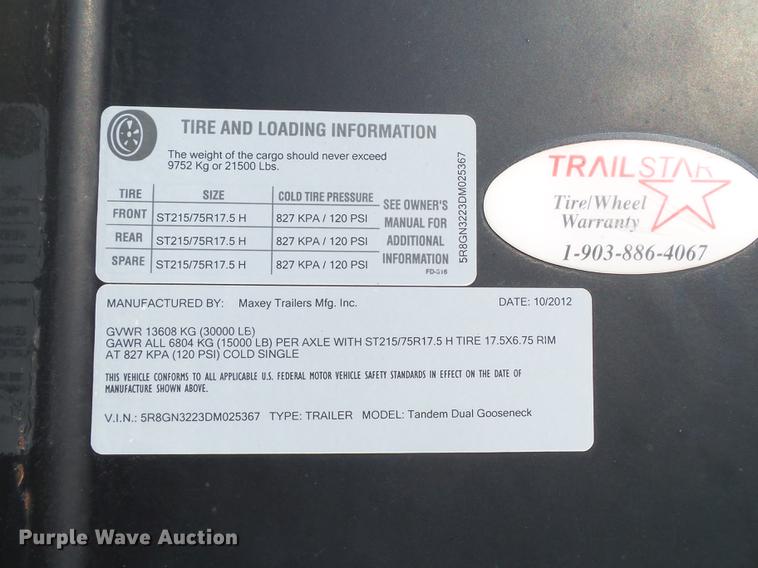 TIRE AND LOADING INFORMATION
The weight of the cargo should never exceed
9752 Kg or 21500 Lbs.
TIRE SIZE COLD TIRE PRESSURE
FRONT ST215/75R17.5 H 827 KPA / 120 PSI
REAR ST215/75R17.5 H 827 KPA / 120 PSI
SPARE ST215/75R17.5 H 827 KPA / 120 PSI
SEE OWNER'S
MANUAL FOR
ADDITIONAL
INFORMATION
FD-G16
5R8GN3223DM025367
TRAILSTAR
Tire/Wheel
Warranty
1-903-886-4067
MANUFACTURED BY: Maxey Trailers Mfg. Inc. DATE: 10/2012
GVWR 13608 KG (30000 LB)
GAWR ALL 6804 KG (15000 LB) PER AXLE WITH ST215/75R17.5 H TIRE 17.5X6.75 RIM
AT 827 KPA (120 PSI) COLD SINGLE
THIS VEHICLE CONFORMS TO ALL APPLICABLE U.S. FEDERAL MOTOR VEHICLE SAFETY STANDARDS IN EFFECT ON THE DATE OF
MANUFACTURE SHOWN ABOVE.
V.I.N.: 5R8GN3223DM025367 TYPE: TRAILER MODEL: Tandem Dual Gooseneck
Purple Wave Auction